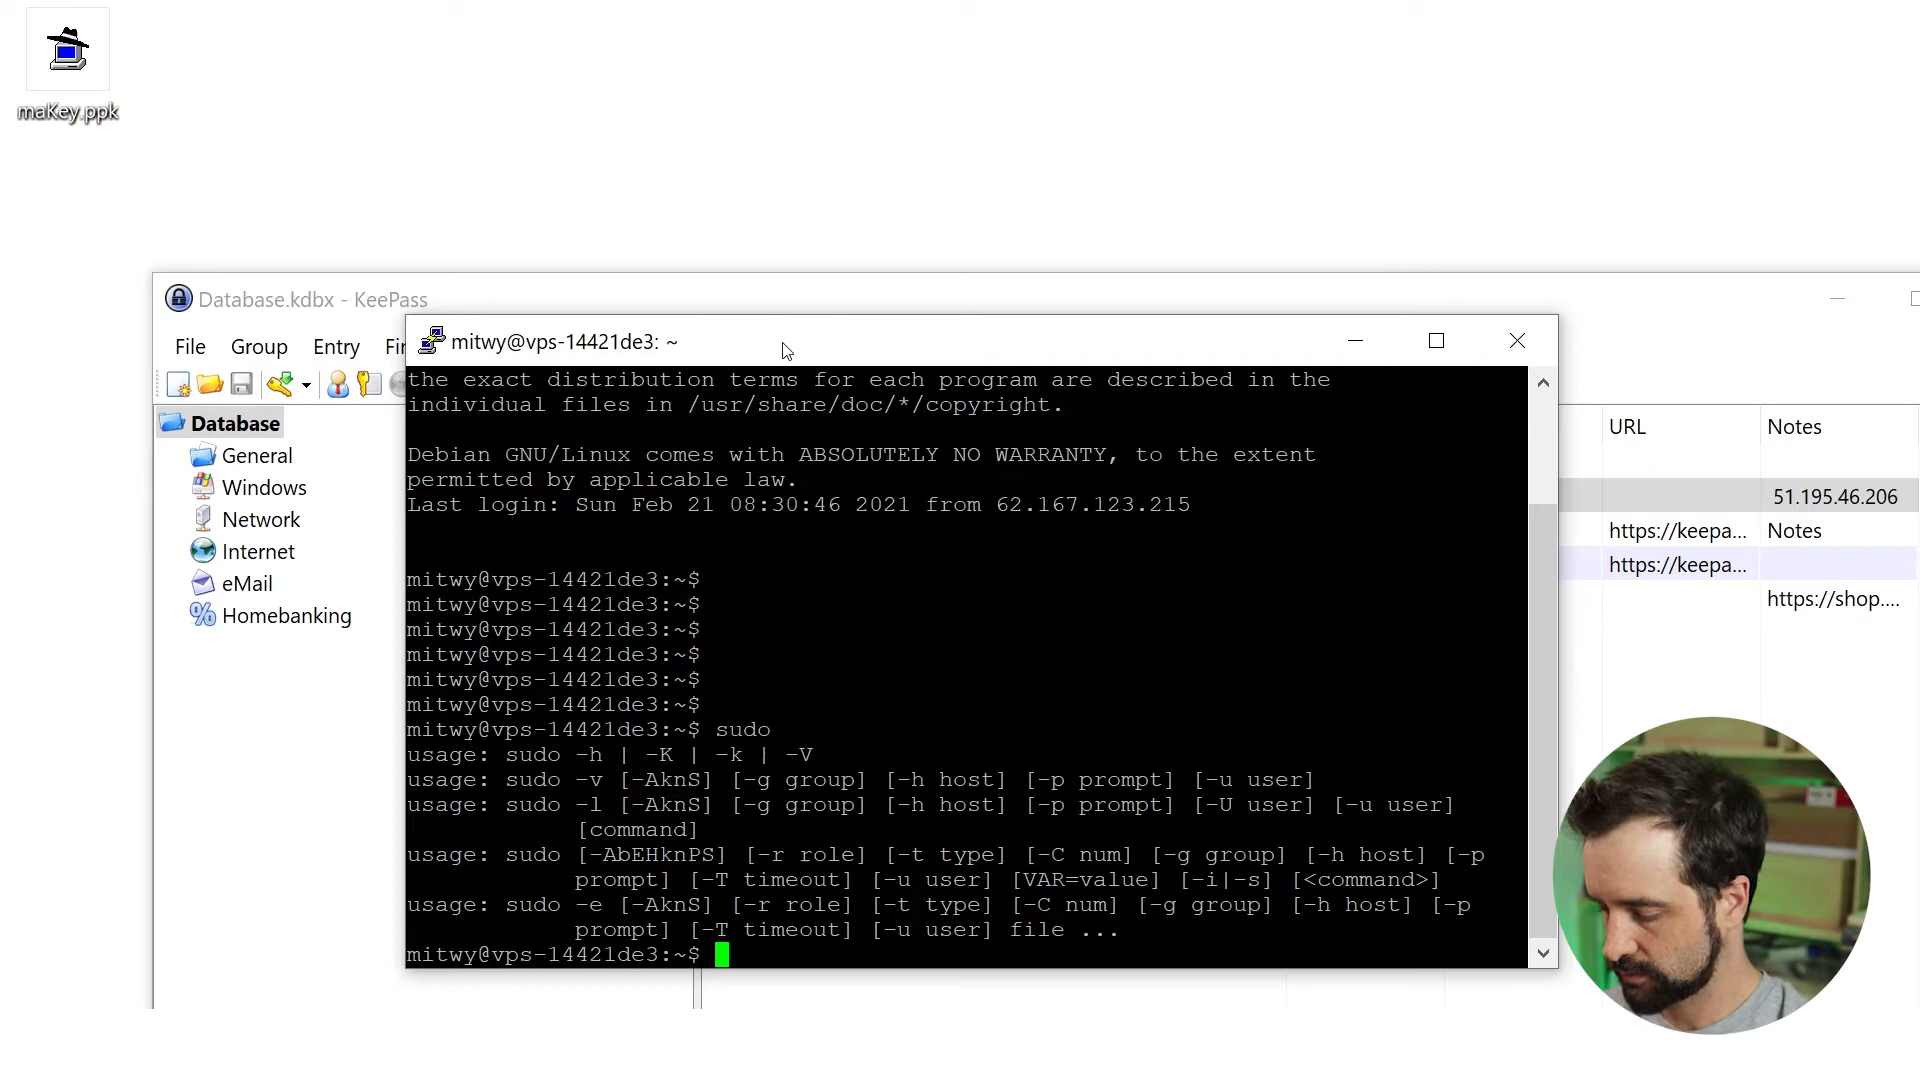 maKey.ppk
Database.kdbx - KeePass
File Group Entry
mitwy@vps-14421de3: ~
the exact distribution terms for each program are described in the
individual files in /usr/share/doc/*/copyright.
Debian GNU/Linux comes with ABSOLUTELY NO WARRANTY, to the extent
permitted by applicable law.
Last login: Sun Feb 21 08:30:46 2021 from 62.167.123.215
mitwy@vps-14421de3:~$
mitwy@vps-14421de3:~$
mitwy@vps-14421de3:~$
mitwy@vps-14421de3:~$
mitwy@vps-14421de3:~$
mitwy@vps-14421de3:~$
mitwy@vps-14421de3:~$ sudo
usage: sudo -h | -K | -k | -V
usage: sudo -v [-AknS] [-g group] [-h host] [-p prompt] [-u user]
usage: sudo -l [-AknS] [-g group] [-h host] [-p prompt] [-U user] [-u user]
[command]
usage: sudo [-AbEHknPS] [-r role] [-t type] [-C num] [-g group] [-h host] [-p
prompt] [-T timeout] [-u user] [VAR=value] [-i|-s] [<command>]
usage: sudo -e [-AknS] [-r role] [-t type] [-C num] [-g group] [-h host] [-p
prompt] [-T timeout] [-u user] file ...
mitwy@vps-14421de3:~$
Database
General
Windows
Network
Internet
eMail
Homebanking
URL Notes
51.195.46.206
https://keepa... Notes
https://keepa...
https://shop....